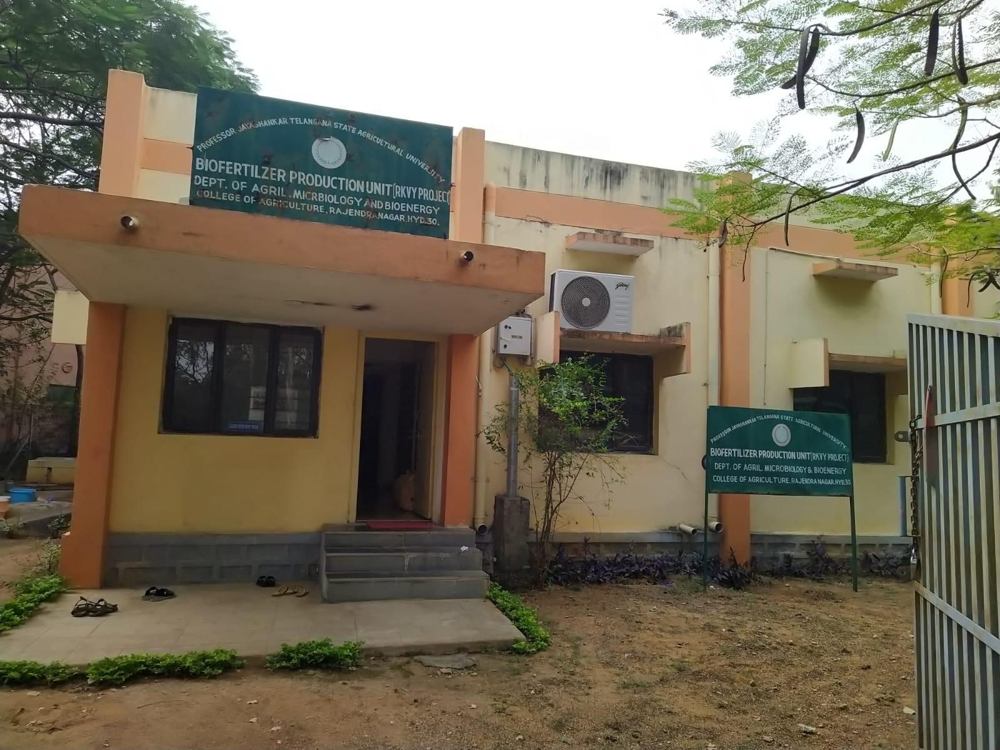 PROFESSOR JAYASHANKAR TELANGANA STATE AGRICULTURAL UNIVERSITY
BIOFERTILZER PRODUCTION UNIT(RKVY PROJECT)
DEPT. OF AGRIL. MICRBIOLOGY AND BIOENERGY
COLLEGE OF AGRICULTURE, RAJENDRANAGAR, HYD.30.
Godrej
PROFESSOR JAYASHANKAR TELANGANA STATE AGRICULTURAL UNIVERSITY
BIOFERTILIZER PRODUCTION UNIT(RKVY PROJECT)
DEPT. OF AGRIL. MICROBIOLOGY & BIOENERGY
COLLEGE OF AGRICULTURE, RAJENDRANAGAR, HYD.30.